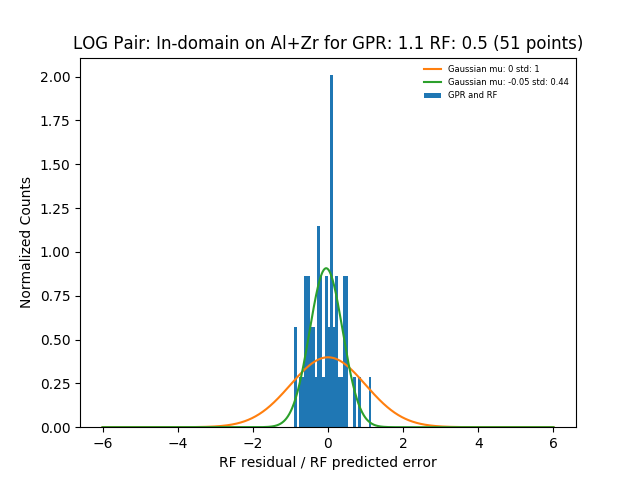 LOG Pair: In-domain on Al+Zr for GPR: 1.1 RF: 0.5 (51 points)
Gaussian mu: 0 std: 1
Gaussian mu: -0.05 std: 0.44
GPR and RF
Normalized Counts
2.00
1.75
1.50
1.25
1.00
0.75
0.50
0.25
0.00
−6 −4 −2 0 2 4 6
RF residual / RF predicted error